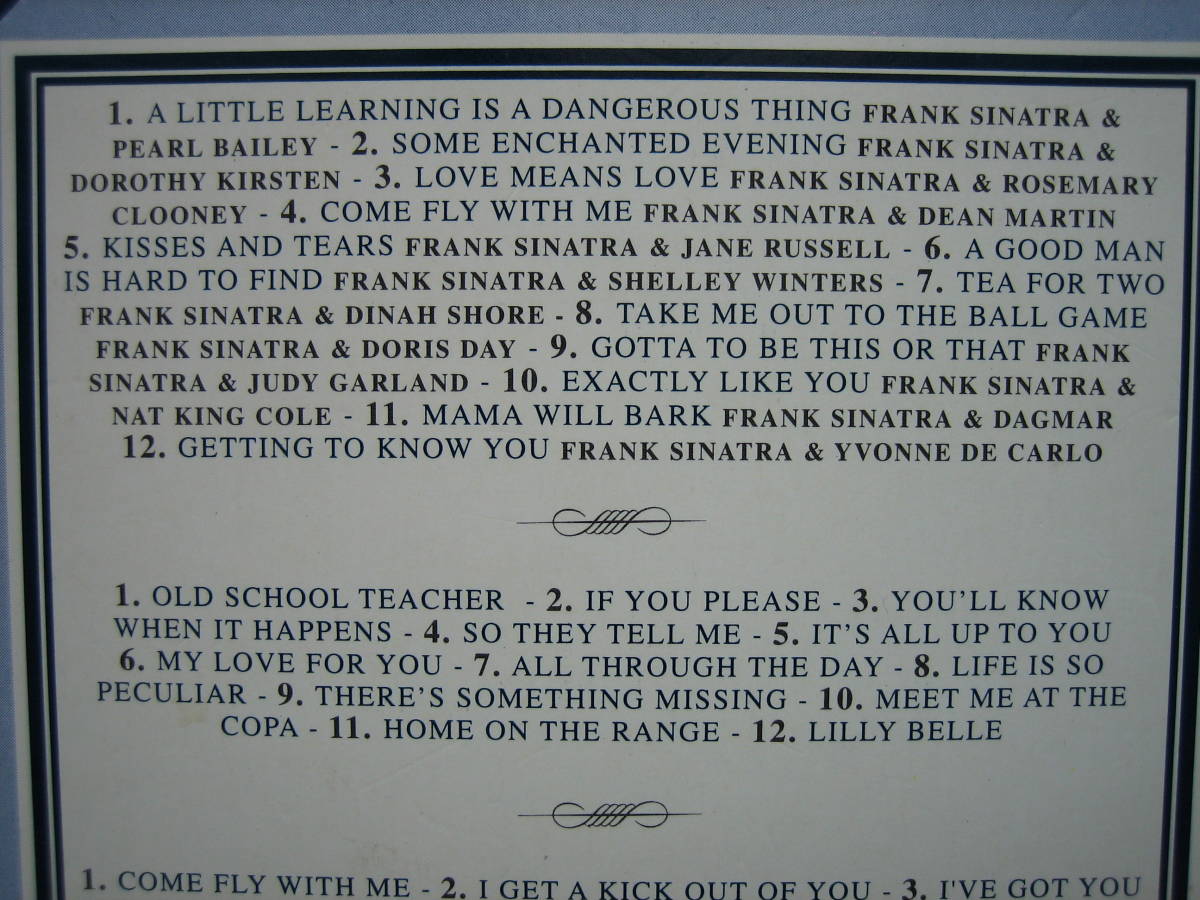 1. A LITTLE LEARNING IS A DANGEROUS THING FRANK SINATRA &
PEARL BAILEY - 2. SOME ENCHANTED EVENING FRANK SINATRA &
DOROTHY KIRSTEN - 3. LOVE MEANS LOVE FRANK SINATRA & ROSEMARY
CLOONEY - 4. COME FLY WITH ME FRANK SINATRA & DEAN MARTIN
5. KISSES AND TEARS FRANK SINATRA & JANE RUSSELL - 6. A GOOD MAN
IS HARD TO FIND FRANK SINATRA & SHELLEY WINTERS - 7. TEA FOR TWO
FRANK SINATRA & DINAH SHORE - 8. TAKE ME OUT TO THE BALL GAME
FRANK SINATRA & DORIS DAY - 9. GOTTA TO BE THIS OR THAT FRANK
SINATRA & JUDY GARLAND - 10. EXACTLY LIKE YOU FRANK SINATRA &
NAT KING COLE - 11. MAMA WILL BARK FRANK SINATRA & DAGMAR
12. GETTING TO KNOW YOU FRANK SINATRA & YVONNE DE CARLO
1. OLD SCHOOL TEACHER - 2. IF YOU PLEASE - 3. YOU'LL KNOW
WHEN IT HAPPENS - 4. SO THEY TELL ME - 5. IT'S ALL UP TO YOU
6. MY LOVE FOR YOU - 7. ALL THROUGH THE DAY - 8. LIFE IS SO
PECULIAR - 9. THERE'S SOMETHING MISSING - 10. MEET ME AT THE
COPA - 11. HOME ON THE RANGE - 12. LILLY BELLE
1. COME FLY WITH ME - 2. I GET A KICK OUT OF YOU - 3. I'VE GOT YOU